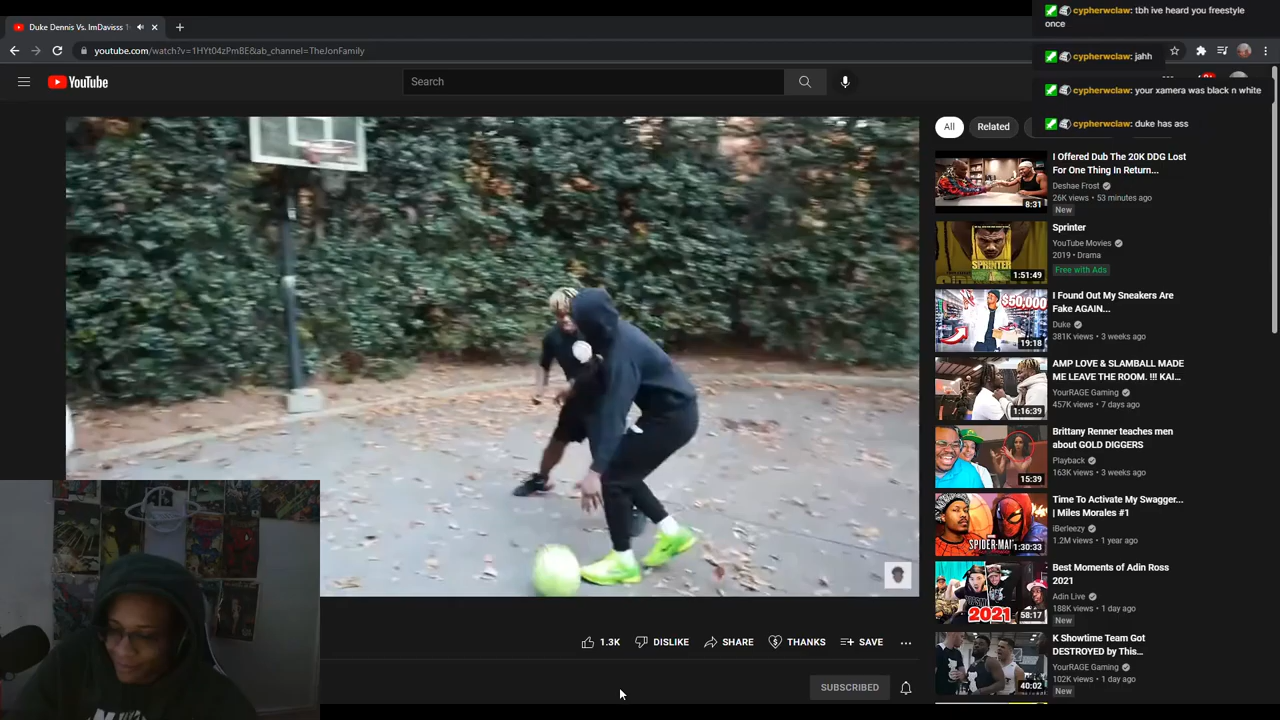 Duke Dennis Vs. ImDavisss 1
youtube.com/watch?v=1HYt04zPmBE&ab_channel=TheJonFamily
cypherwclaw: tbh ive heard you freestyle
once
cypherwclaw: jahh
cypherwclaw: your xamera was black n white
cypherwclaw: duke has ass
YouTube
Search
All
Related
I Offered Dub The 20K DDG Lost
For One Thing In Return...
Deshae Frost
26K views • 53 minutes ago
New
8:31
Sprinter
YouTube Movies
2019 • Drama
Free with Ads
SPRINTER
1:51:49
I Found Out My Sneakers Are
Fake AGAIN...
Duke
381K views • 3 weeks ago
$50,000
19:18
AMP LOVE & SLAMBALL MADE
ME LEAVE THE ROOM. !!! KAI...
YourRAGE Gaming
457K views • 7 days ago
1:16:39
Brittany Renner teaches men
about GOLD DIGGERS
Playback
163K views • 3 weeks ago
15:39
Time To Activate My Swagger...
| Miles Morales #1
iBerleezy
1.2M views • 1 year ago
SPIDER-MAN
1:30:33
Best Moments of Adin Ross
2021
Adin Live
188K views • 1 day ago
New
2021
58:17
K Showtime Team Got
DESTROYED by This...
YourRAGE Gaming
102K views • 1 day ago
New
40:02
1.3K
DISLIKE
SHARE
THANKS
SAVE
SUBSCRIBED